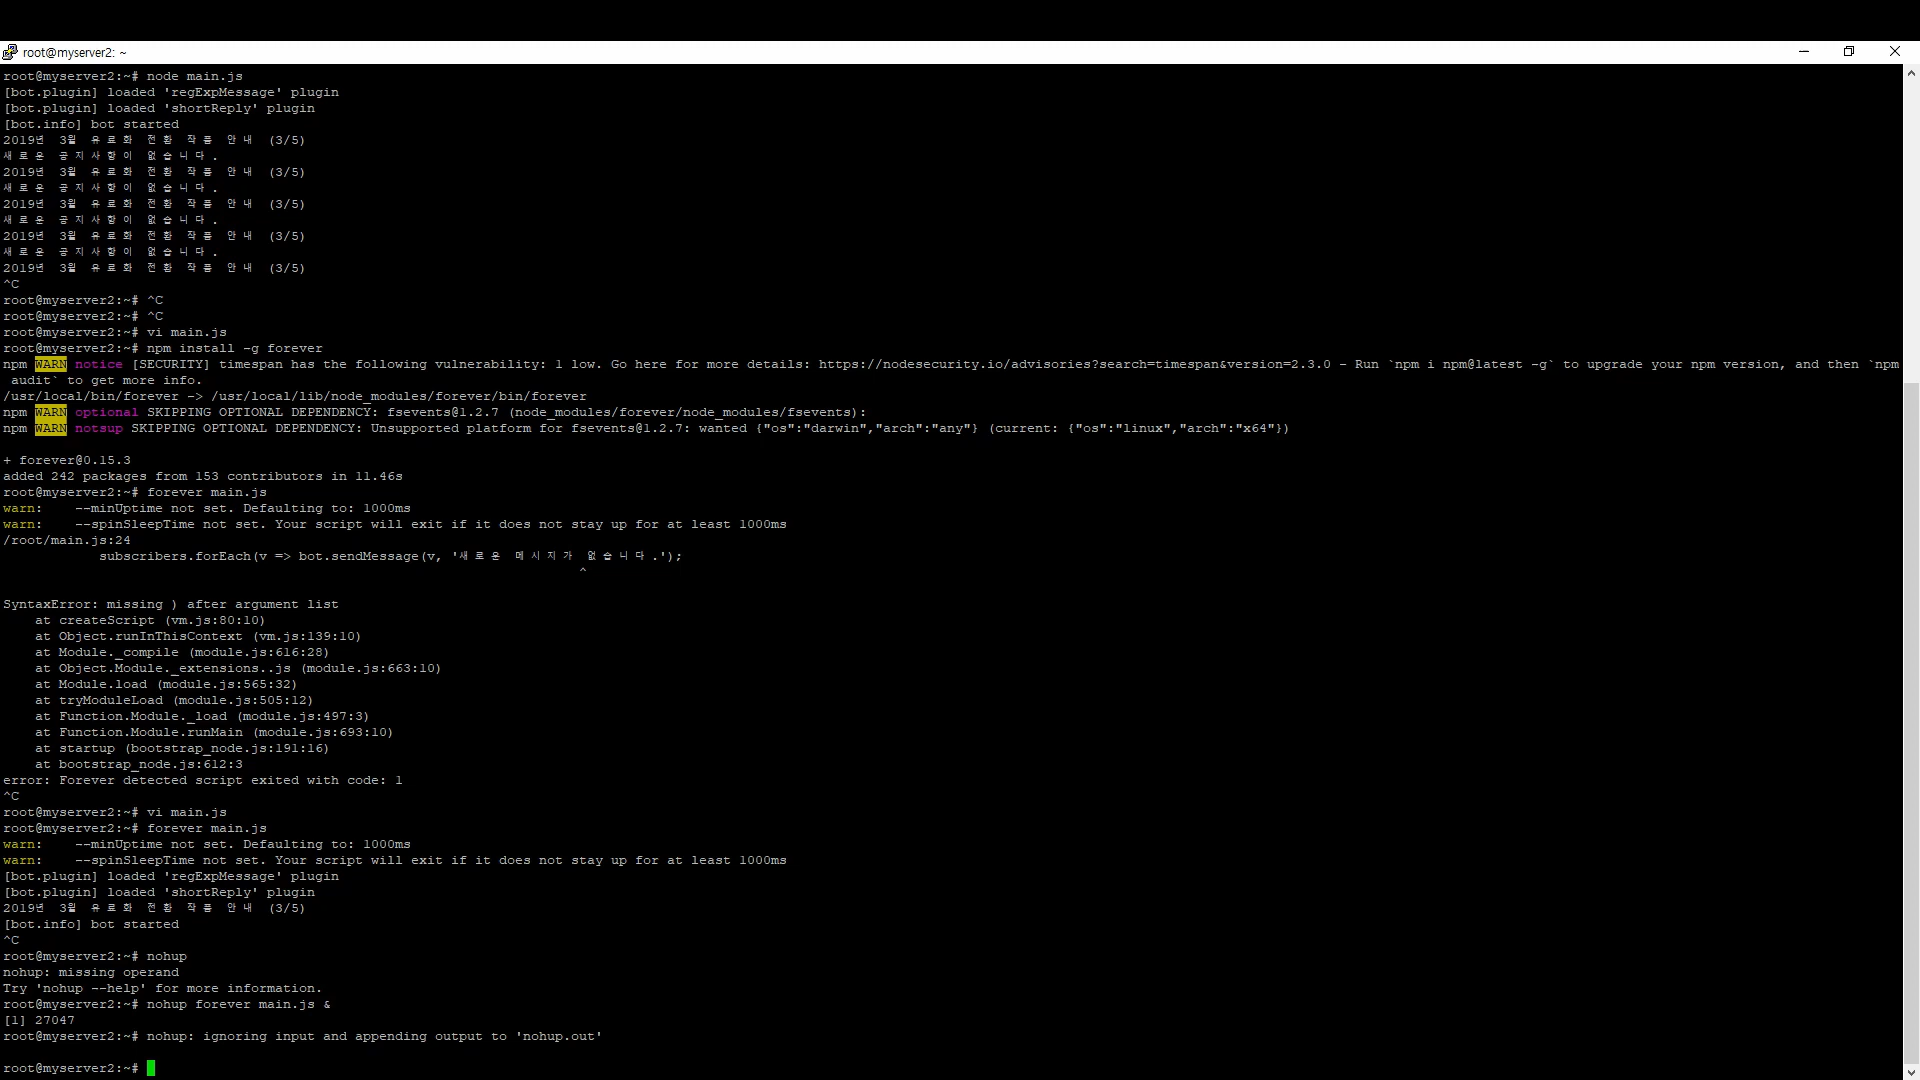 root@myserver2: ~
root@myserver2:~# node main.js
[bot.plugin] loaded 'regExpMessage' plugin
[bot.plugin] loaded 'shortReply' plugin
[bot.info] bot started
2019년 3월 유료화 전환 작품 안내 (3/5)
새로운 공지사항이 없습니다.
2019년 3월 유료화 전환 작품 안내 (3/5)
새로운 공지사항이 없습니다.
2019년 3월 유료화 전환 작품 안내 (3/5)
새로운 공지사항이 없습니다.
2019년 3월 유료화 전환 작품 안내 (3/5)
새로운 공지사항이 없습니다.
2019년 3월 유료화 전환 작품 안내 (3/5)
^C
root@myserver2:~# ^C
root@myserver2:~# ^C
root@myserver2:~# vi main.js
root@myserver2:~# npm install -g forever
npm WARN notice [SECURITY] timespan has the following vulnerability: 1 low. Go here for more details: https://nodesecurity.io/advisories?search=timespan&version=2.3.0 - Run `npm i npm@latest -g` to upgrade your npm version, and then `npm
audit` to get more info.
/usr/local/bin/forever -> /usr/local/lib/node_modules/forever/bin/forever
npm WARN optional SKIPPING OPTIONAL DEPENDENCY: fsevents@1.2.7 (node_modules/forever/node_modules/fsevents):
npm WARN notsup SKIPPING OPTIONAL DEPENDENCY: Unsupported platform for fsevents@1.2.7: wanted {"os":"darwin","arch":"any"} (current: {"os":"linux","arch":"x64"})
+ forever@0.15.3
added 242 packages from 153 contributors in 11.46s
root@myserver2:~# forever main.js
warn:    --minUptime not set. Defaulting to: 1000ms
warn:    --spinSleepTime not set. Your script will exit if it does not stay up for at least 1000ms
/root/main.js:24
subscribers.forEach(v => bot.sendMessage(v, '새로운 메시지가 없습니다.');
^
SyntaxError: missing ) after argument list
at createScript (vm.js:80:10)
at Object.runInThisContext (vm.js:139:10)
at Module._compile (module.js:616:28)
at Object.Module._extensions..js (module.js:663:10)
at Module.load (module.js:565:32)
at tryModuleLoad (module.js:505:12)
at Function.Module._load (module.js:497:3)
at Function.Module.runMain (module.js:693:10)
at startup (bootstrap_node.js:191:16)
at bootstrap_node.js:612:3
error: Forever detected script exited with code: 1
^C
root@myserver2:~# vi main.js
root@myserver2:~# forever main.js
warn:    --minUptime not set. Defaulting to: 1000ms
warn:    --spinSleepTime not set. Your script will exit if it does not stay up for at least 1000ms
[bot.plugin] loaded 'regExpMessage' plugin
[bot.plugin] loaded 'shortReply' plugin
2019년 3월 유료화 전환 작품 안내 (3/5)
[bot.info] bot started
^C
root@myserver2:~# nohup
nohup: missing operand
Try 'nohup --help' for more information.
root@myserver2:~# nohup forever main.js &
[1] 27047
root@myserver2:~# nohup: ignoring input and appending output to 'nohup.out'
root@myserver2:~#